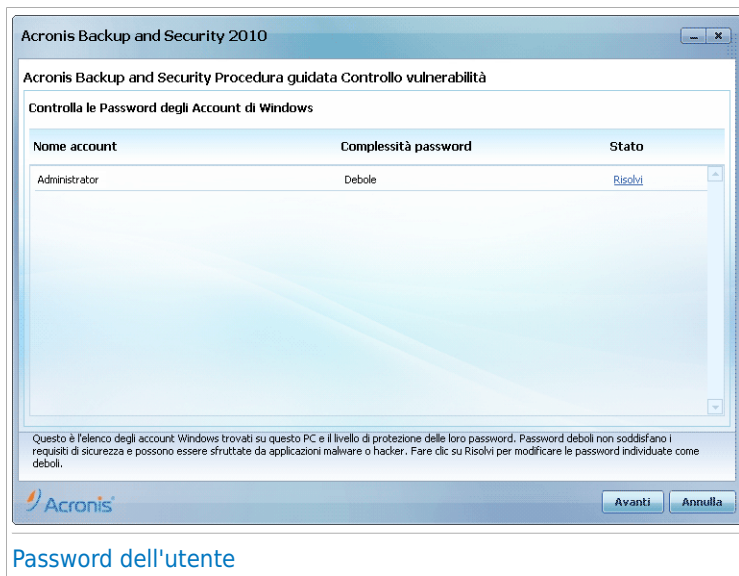 Acronis Backup and Security 2010
Acronis Backup and Security Procedura guidata Controllo vulnerabilità
Controlla le Password degli Account di Windows
Nome account Complessità password Stato
Administrator Debole Risolvi
Questo è l'elenco degli account Windows trovati su questo PC e il livello di protezione delle loro password. Password deboli non soddisfano i
requisiti di sicurezza e possono essere sfruttate da applicazioni malware o hacker. Fare clic su Risolvi per modificare le password individuate come
deboli.
Acronis
Avanti Annulla
Password dell'utente